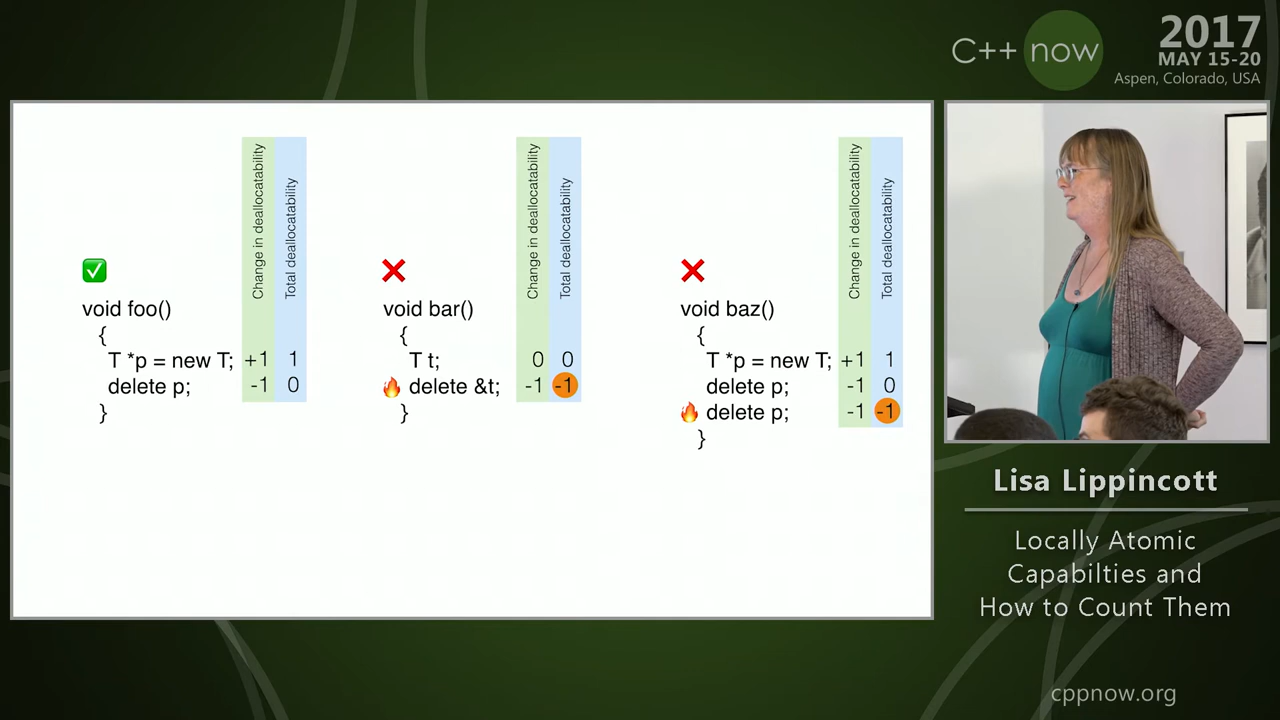 C++ now
2017
MAY 15-20
Aspen, Colorado, USA
Change in deallocatability
Total deallocatability
void foo()
{
T *p = new T; +1 1
delete p; -1 0
}
Change in deallocatability
Total deallocatability
void bar()
{
T t; 0 0
delete &t; -1 -1
}
Change in deallocatability
Total deallocatability
void baz()
{
T *p = new T; +1 1
delete p; -1 0
delete p; -1 -1
}
Lisa Lippincott
Locally Atomic
Capabilties and
How to Count Them
cppnow.org